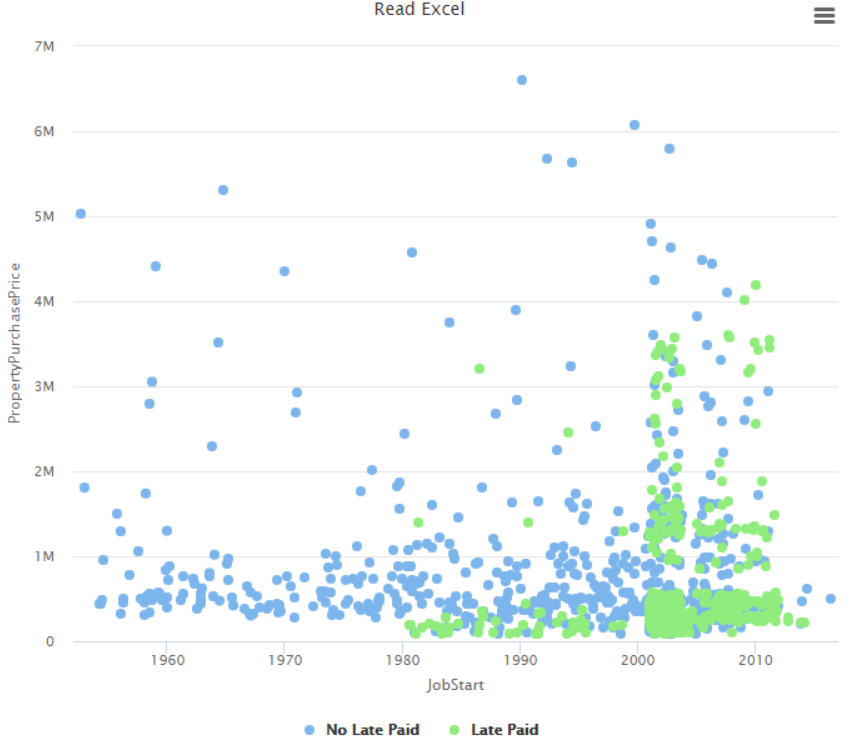 Read Excel
7M
6M
5M
4M
3M
2M
1M
0
PropertyPurchasePrice
1960
1970
1980
1990
2000
2010
JobStart
No Late Paid
Late Paid